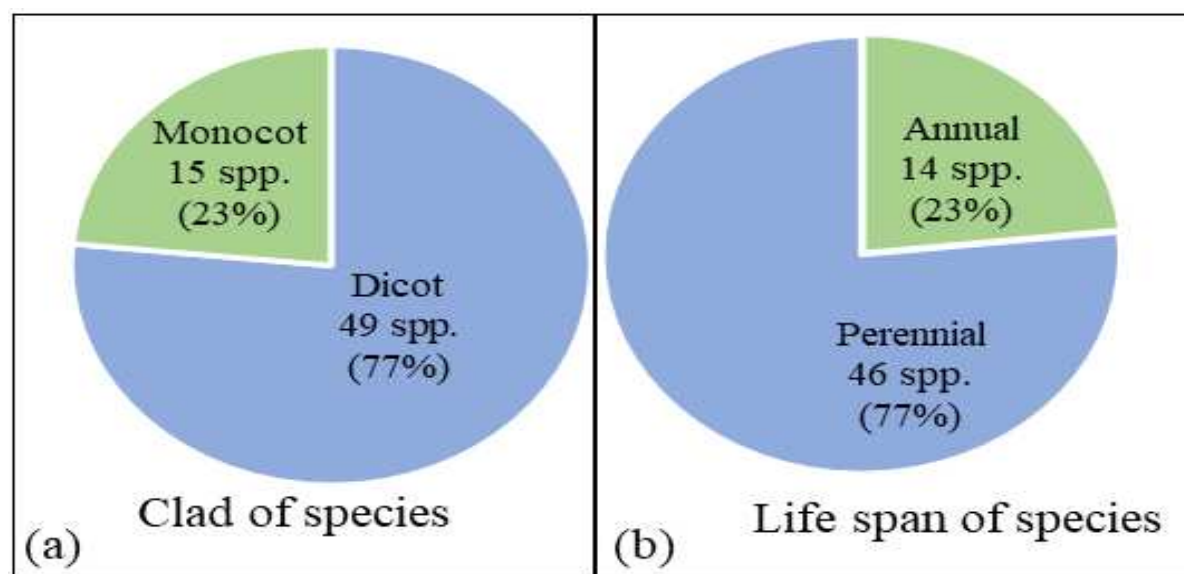 Monocot
15 spp.
(23%)
Dicot
49 spp.
(77%)
Clad of species
(a)
Annual
14 spp.
(23%)
Perennial
46 spp.
(77%)
Life span of species
(b)